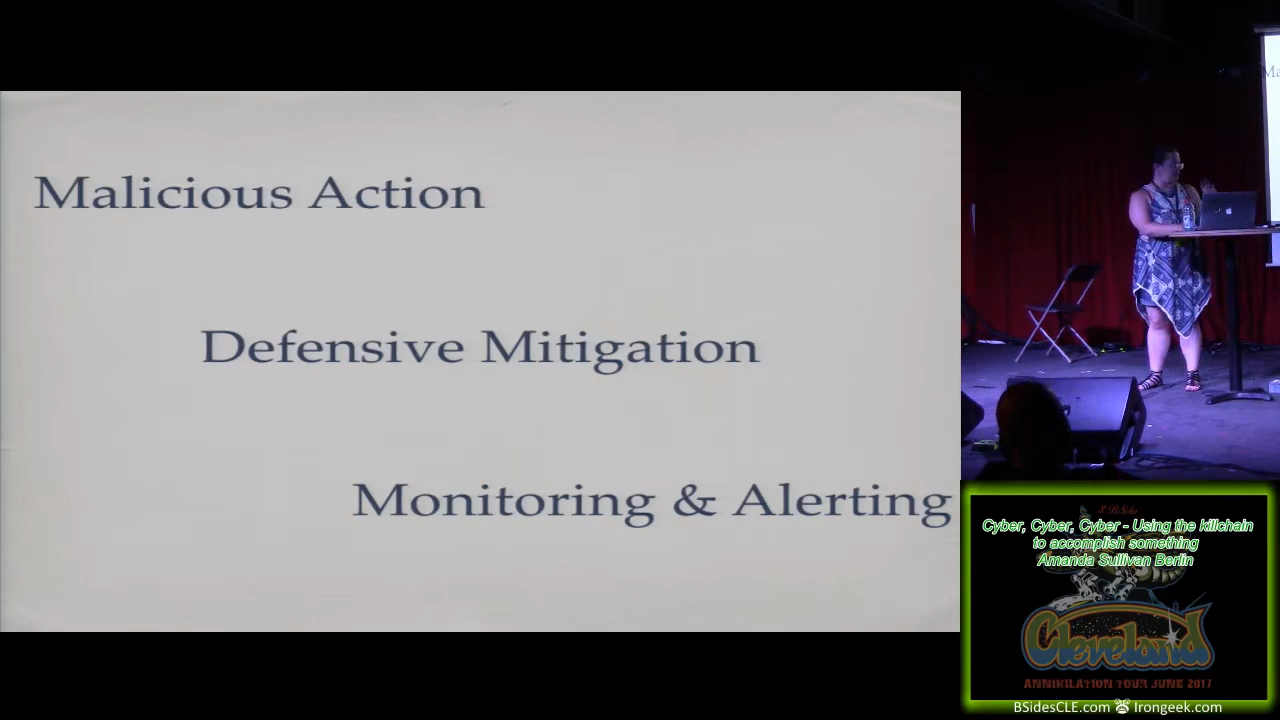 Malicious Action
Defensive Mitigation
Monitoring & Alerting
Ma
Cyber, Cyber, Cyber - Using the killchain
to accomplish something
Amanda Sullivan Berlin
Cleveland
ANNIHILATION TOUR JUNE 2017
BSidesCLE.com Irongeek.com